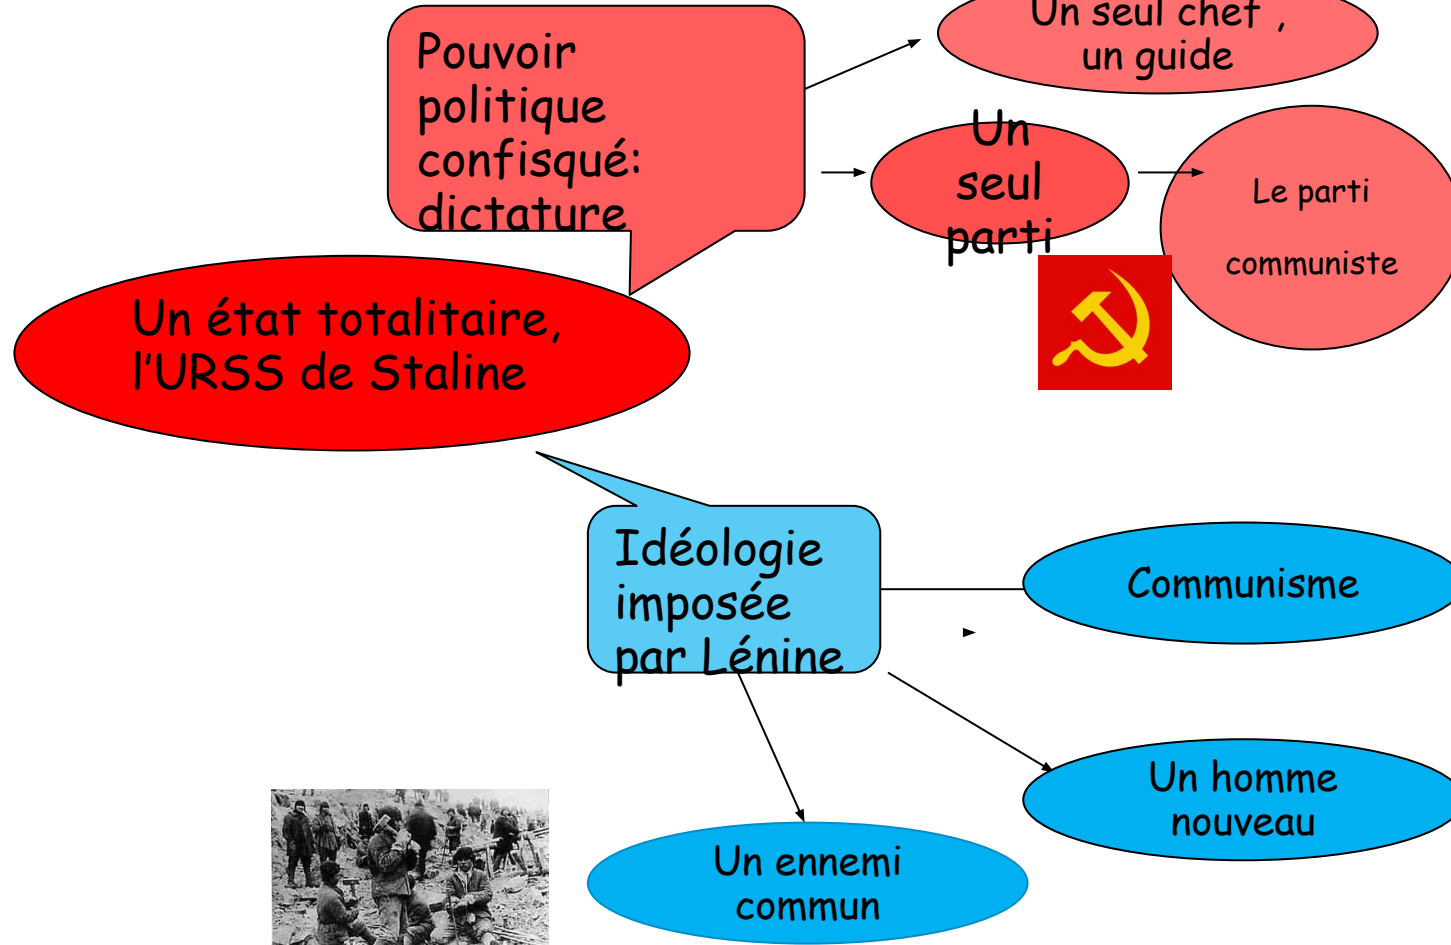 Un seul chef ,
un guide
Pouvoir
politique
confisqué:
dictature
Un
seul
parti
Le parti
communiste
Un état totalitaire,
l’URSS de Staline
Idéologie
imposée
par Lénine
Communisme
Un homme
nouveau
Un ennemi
commun